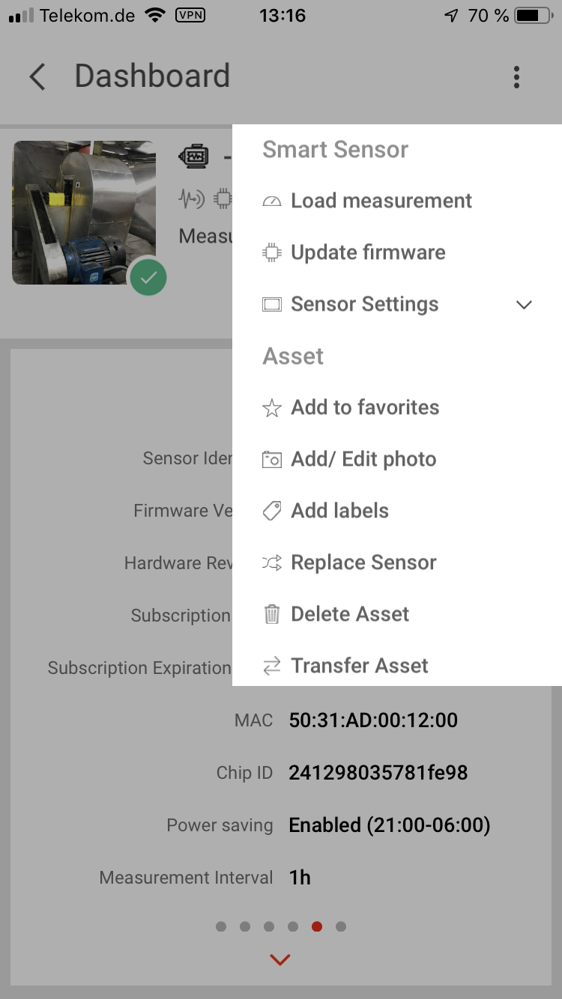 Telekom.de VPN 13:16 70 %
Dashboard
Smart Sensor
Load measurement
Update firmware
Sensor Settings
Asset
Add to favorites
Add/ Edit photo
Add labels
Replace Sensor
Delete Asset
Transfer Asset
-
Measu
Sensor Iden
Firmware Ve
Hardware Rev
Subscription
Subscription Expiration
MAC 50:31:AD:00:12:00
Chip ID 241298035781fe98
Power saving Enabled (21:00-06:00)
Measurement Interval 1h